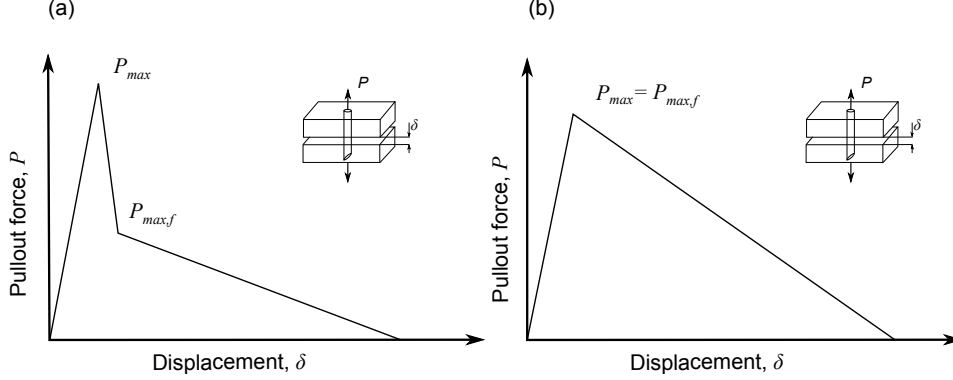 (a)
P_max
P
δ
P_max,f
Pullout force, P
Displacement, δ
(b)
P_max = P_max,f
P
δ
Pullout force, P
Displacement, δ